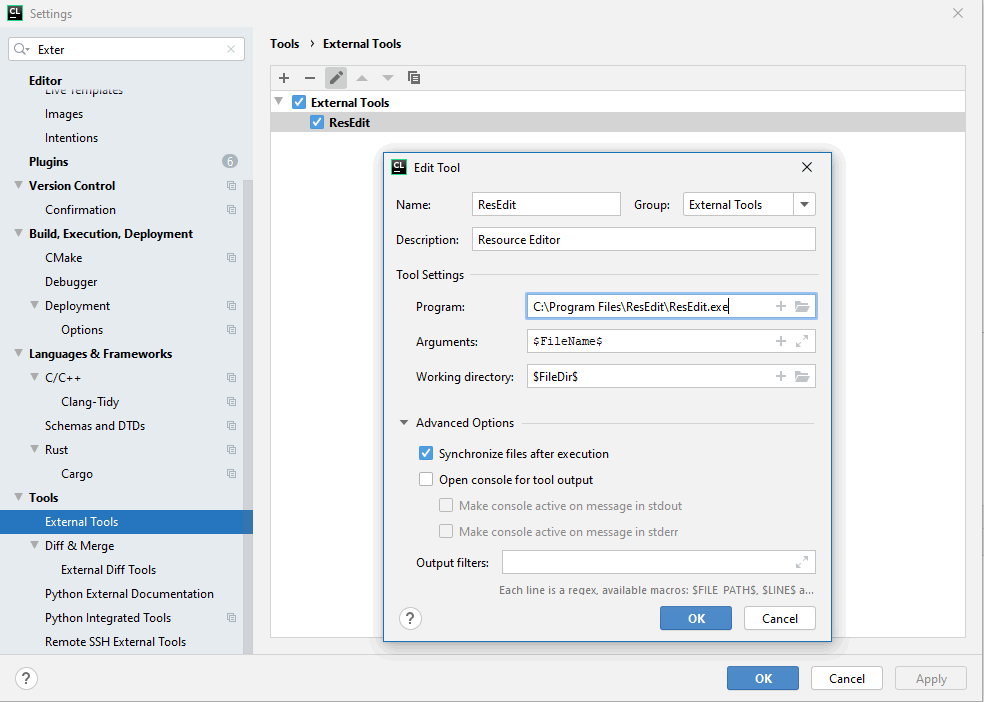 CL Settings
Exter
Editor
Live Templates
Images
Intentions
Plugins 6
Version Control
Confirmation
Build, Execution, Deployment
CMake
Debugger
Deployment
Options
Languages & Frameworks
C/C++
Clang-Tidy
Schemas and DTDs
Rust
Cargo
Tools
External Tools
Diff & Merge
External Diff Tools
Python External Documentation
Python Integrated Tools
Remote SSH External Tools
Tools › External Tools
External Tools
ResEdit
CL Edit Tool
Name: ResEdit Group: External Tools
Description: Resource Editor
Tool Settings
Program: C:\Program Files\ResEdit\ResEdit.exe
Arguments: $FileName$
Working directory: $FileDir$
Advanced Options
Synchronize files after execution
Open console for tool output
Make console active on message in stdout
Make console active on message in stderr
Output filters:
Each line is a regex, available macros: $FILE_PATH$, $LINE$ a...
? OK Cancel
? OK Cancel Apply